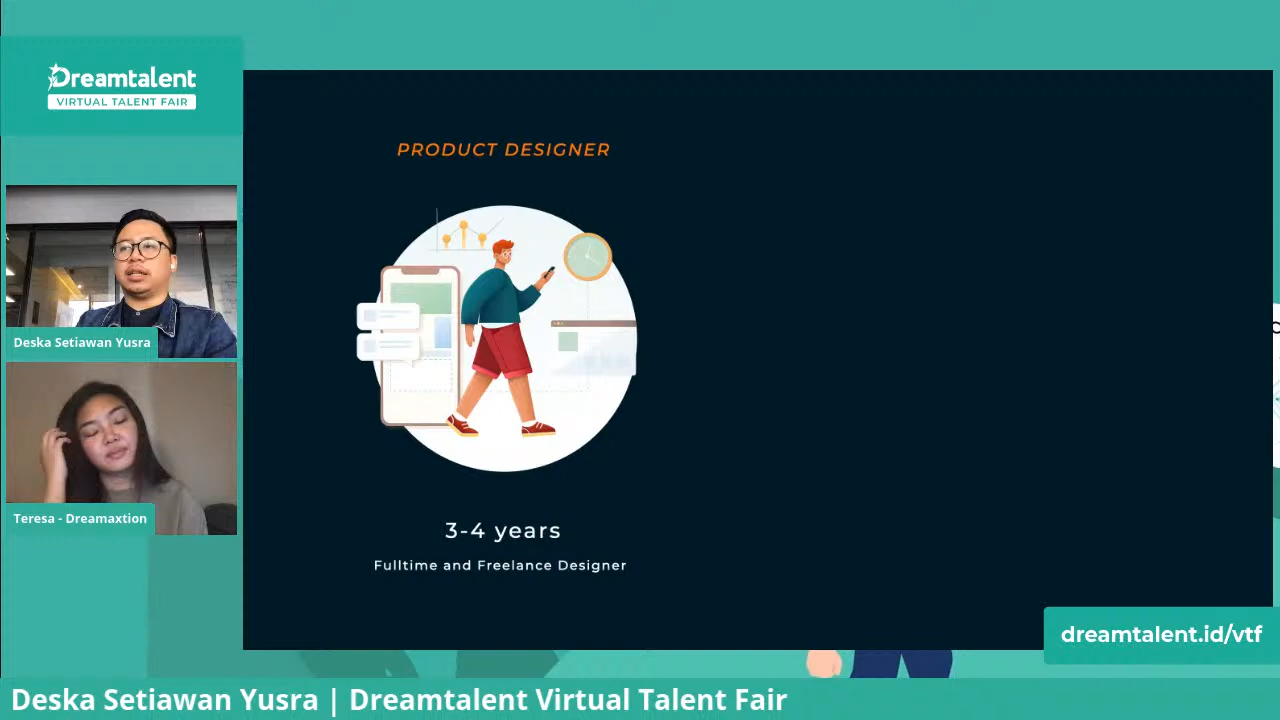 Dreamtalent
VIRTUAL TALENT FAIR
Deska Setiawan Yusra
Teresa - Dreamaxtion
PRODUCT DESIGNER
3-4 years
Fulltime and Freelance Designer
dreamtalent.id/vtf
Deska Setiawan Yusra | Dreamtalent Virtual Talent Fair